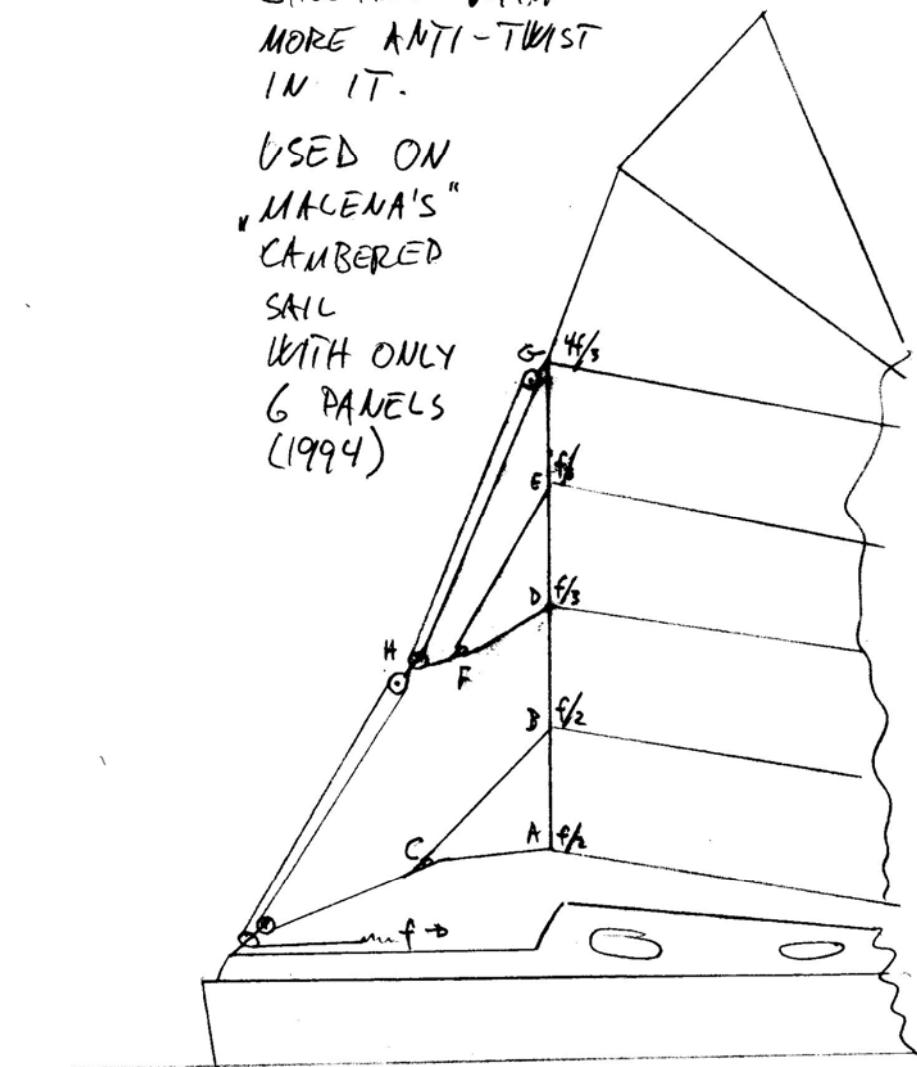 MORE ANTI-TWIST
IN IT.
USED ON
„MALENA'S"
CAMBERED
SAIL
WITH ONLY
6 PANELS
(1994)
G 4f/3
E
D f/3
H
F
B f/2
C
A f/2
f